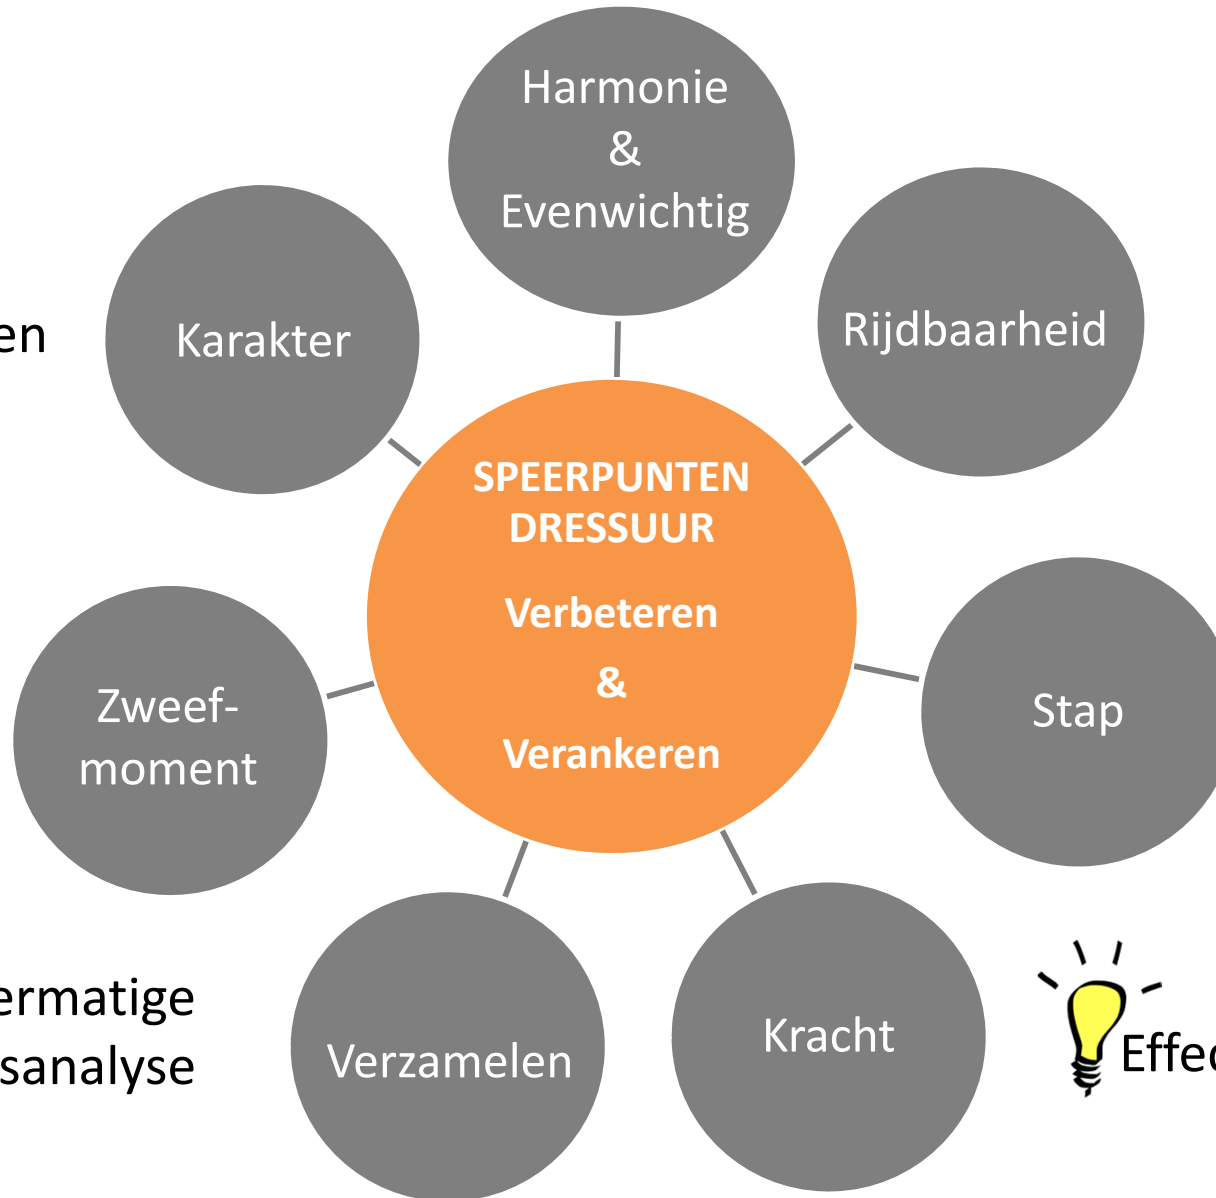 Harmonie
&
Evenwichtig
Karakter
Rijdbaarheid
SPEERPUNTEN
DRESSUUR
Verbeteren
&
Verankeren
Zweef-
moment
Stap
Verzamelen
Kracht